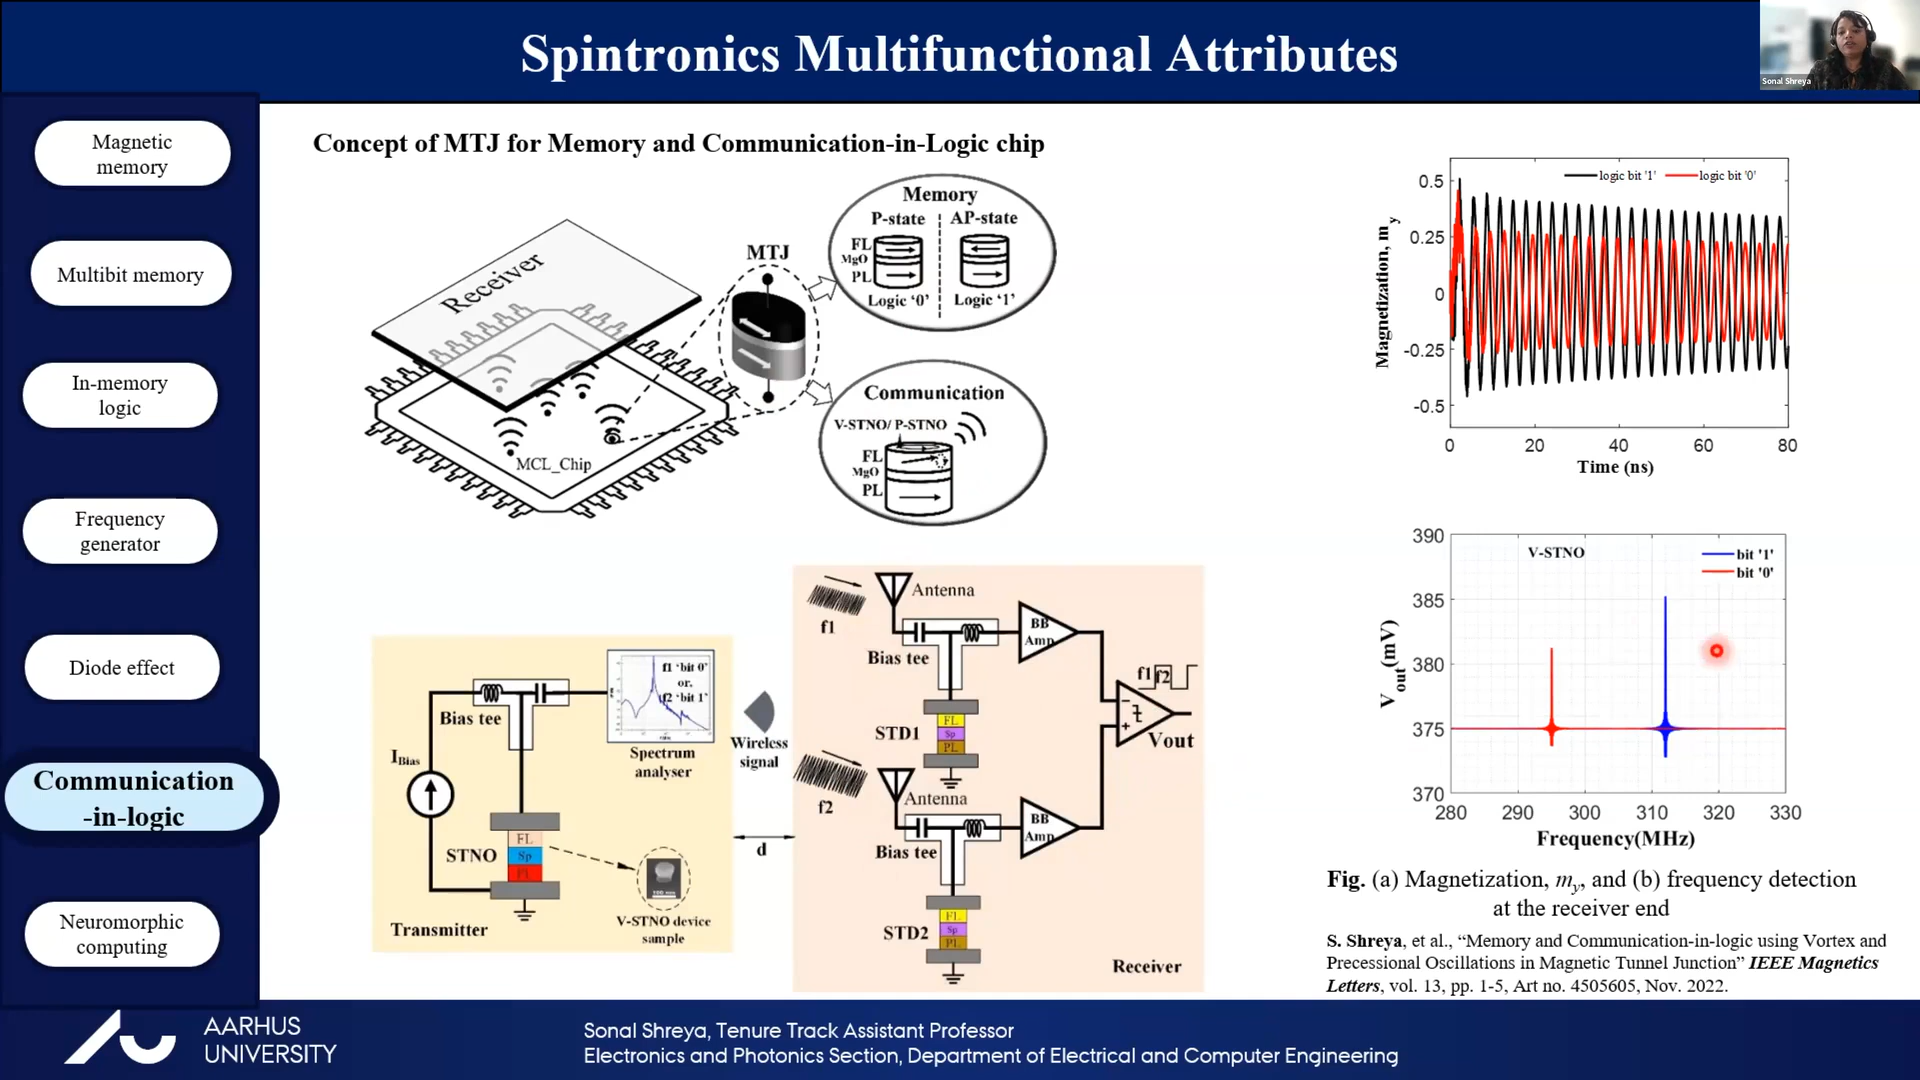 Spintronics Multifunctional Attributes
Sonal Shreya
Magnetic
memory
Multibit memory
In-memory
logic
Frequency
generator
Diode effect
Communication
-in-logic
Neuromorphic
computing
Concept of MTJ for Memory and Communication-in-Logic chip
Receiver
MCL_Chip
MTJ
Memory
P-state
AP-state
FL
MgO
PL
Logic ‘0’
Logic ‘1’
Communication
V-STNO/ P-STNO
FL
MgO
PL
f1 ‘bit 0’
or,
f2 ‘bit 1’
Bias tee
Spectrum
analyser
IBias
STNO
FL
Sp
PL
V-STNO device
sample
Transmitter
Wireless
signal
d
f1
Antenna
Bias tee
BB
Amp
STD1
FL
Sp
PL
f1 f2
-
+
Vout
f2
Antenna
Bias tee
BB
Amp
STD2
FL
Sp
PL
Receiver
logic bit '1'
logic bit '0'
Magnetization, my
0.5
0.25
0
-0.25
-0.5
0 20 40 60 80
Time (ns)
V-STNO
bit '1'
bit '0'
Vout(mV)
390
385
380
375
370
280 290 300 310 320 330
Frequency(MHz)
Fig. (a) Magnetization, my, and (b) frequency detection
at the receiver end
S. Shreya, et al., “Memory and Communication-in-logic using Vortex and
Precessional Oscillations in Magnetic Tunnel Junction” IEEE Magnetics
Letters, vol. 13, pp. 1-5, Art no. 4505605, Nov. 2022.
AARHUS
UNIVERSITY
Sonal Shreya, Tenure Track Assistant Professor
Electronics and Photonics Section, Department of Electrical and Computer Engineering